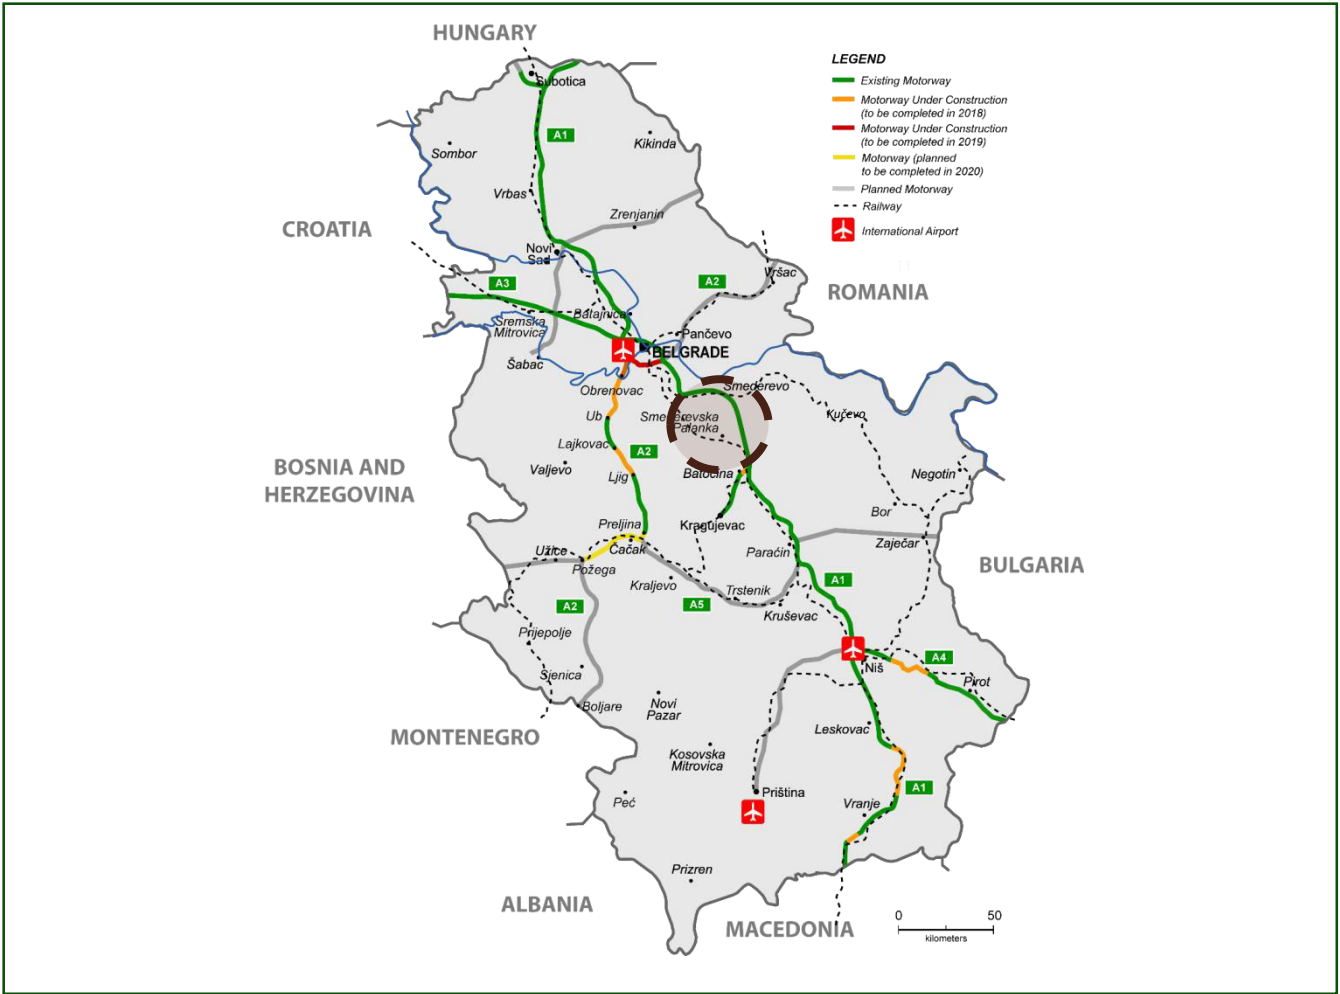 HUNGARY
LEGEND
Existing Motorway
Motorway Under Construction
(to be completed in 2018)
Motorway Under Construction
(to be completed in 2019)
Motorway (planned
to be completed in 2020)
Planned Motorway
Railway
International Airport
Subotica
A1
Kikinda
Sombor
Vrbas
Zrenjanin
CROATIA
Novi
Sad
Vršac
A3
A2
ROMANIA
Batajnica
Sremska
Mitrovica
Pančevo
BELGRADE
Šabac
Obrenovac
Smederevo
Ub
Smederevska
Palanka
Kučevo
Lajkovac
A2
BOSNIA AND
HERZEGOVINA
Valjevo
Ljig
Batočina
Negotin
Bor
Preljina
Kragujevac
Čačak
Užice
Paraćin
Zaječar
Požega
BULGARIA
Kraljevo
Trstenik
A1
A2
A5
Kruševac
Prijepolje
Niš
A4
Sjenica
Pirot
Boljare
Novi
Pazar
MONTENEGRO
Leskovac
Kosovska
Mitrovica
A1
Peć
Priština
Vranje
Prizren
ALBANIA
MACEDONIA
0 50
kilometers